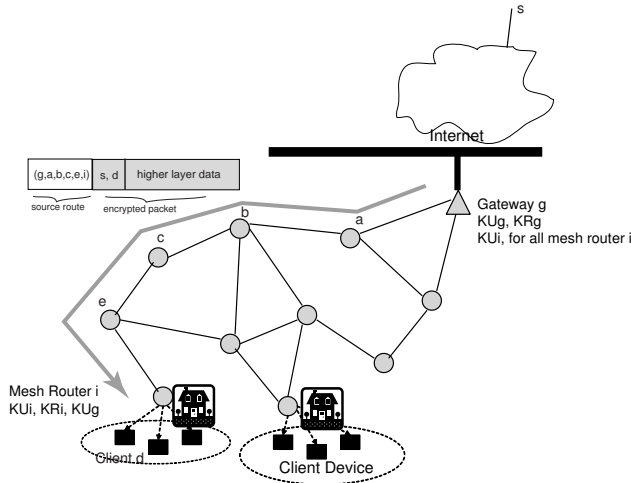 s
Internet
(g,a,b,c,e,i) s, d higher layer data
source route encrypted packet
Gateway g
KUg, KRg
KUi, for all mesh router i
a
b
c
e
Mesh Router i
KUi, KRi, KUg
Client d
Client Device